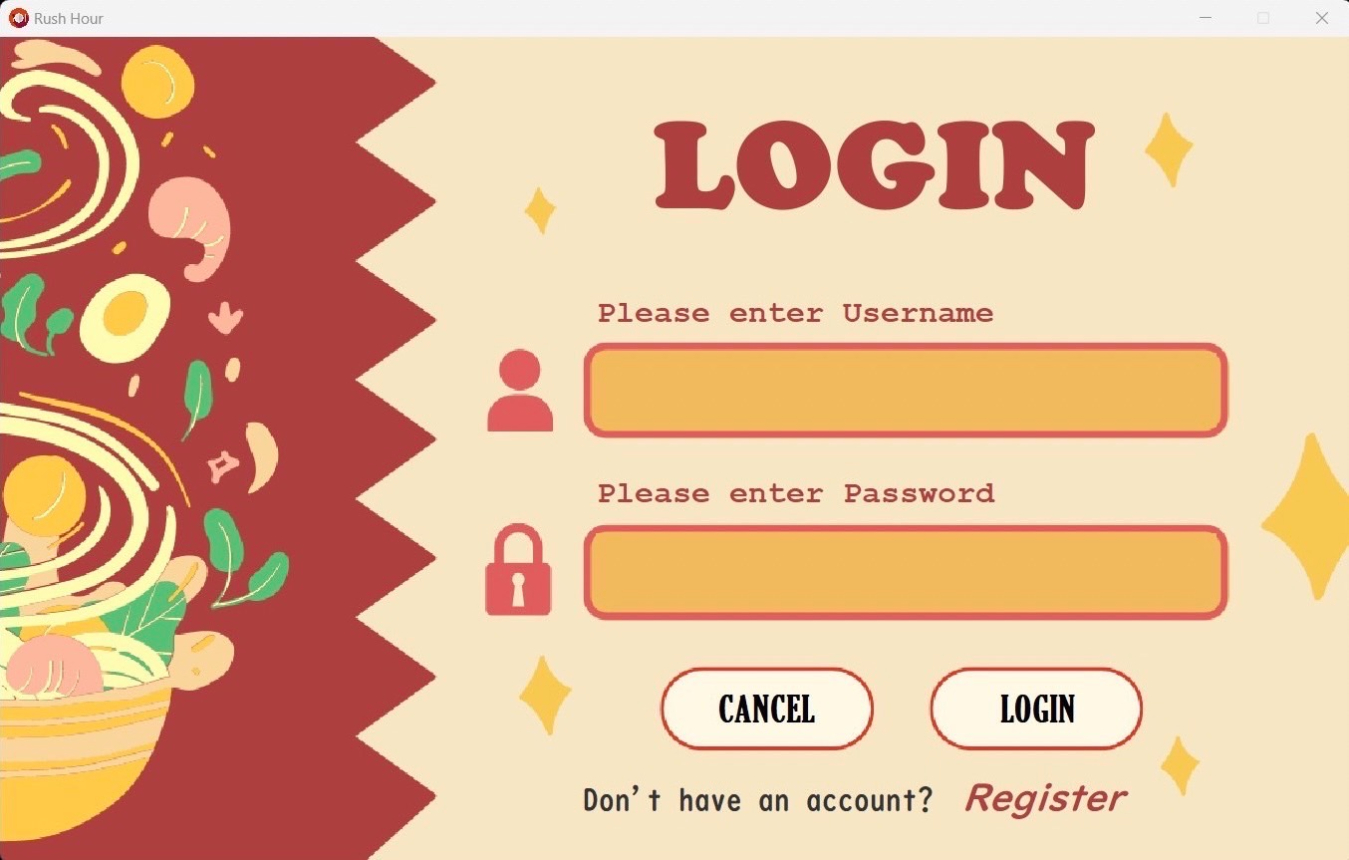 Rush Hour
LOGIN
Please enter Username
Please enter Password
CANCEL
LOGIN
Don't have an account? Register